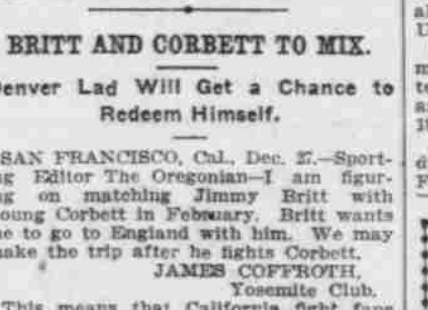 BRITT AND CORBETT TO MIX.
enver Lad Will Get a Chance to
Redeem Himself.
SAN FRANCISCO, Cal., Dec. 27.—Sport-
ng Editor The Oregonian—I am figur-
ng on matching Jimmy Britt with
oung Corbett in February. Britt wants
me to go to England with him. We may
make the trip after he fights Corbett.
JAMES COFFROTH,
Yosemite Club.
This means that California fight fans